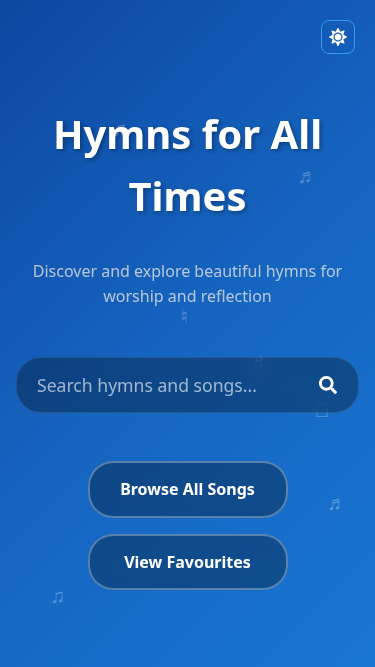 Hymns for All
Times
Discover and explore beautiful hymns for
worship and reflection
Search hymns and songs...
Browse All Songs
View Favourites